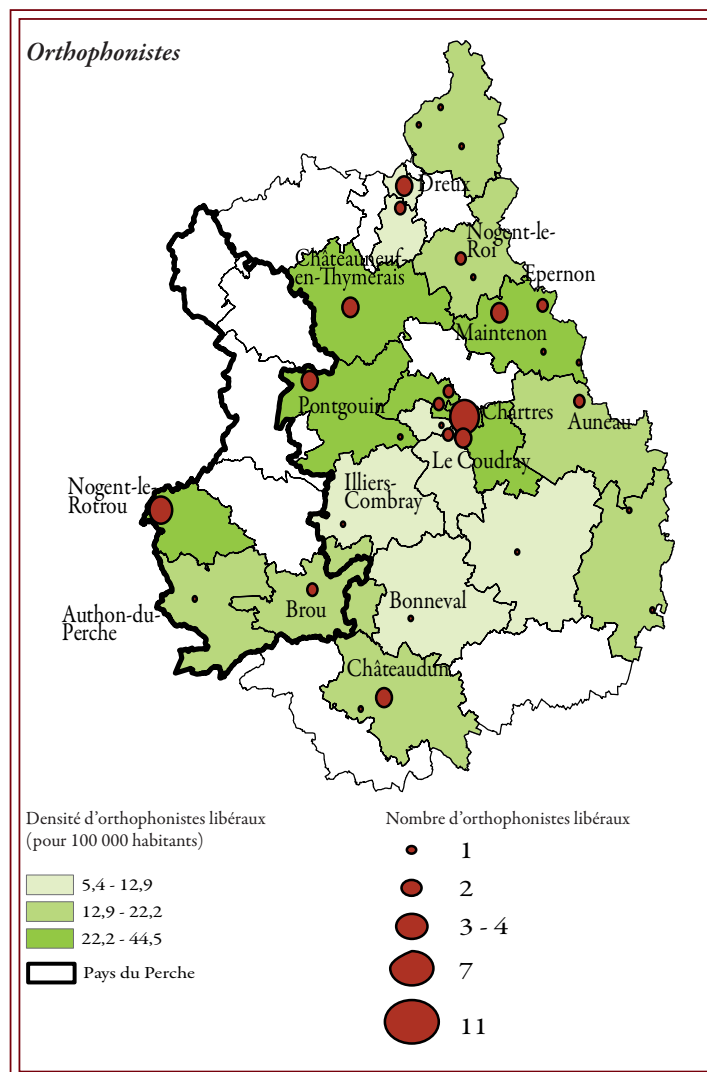 Orthophonistes
Dreux
Nogent-le-
Roi
Châteauneuf-
en-Thymerais
Epernon
Maintenon
Pontgouin
Chartres
Auneau
Le Coudray
Nogent-le-
Rotrou
Illiers-
Combray
Authon-du-
Perche
Brou
Bonneval
Châteaudun
Densité d'orthophonistes libéraux
(pour 100 000 habitants)
5,4 - 12,9
12,9 - 22,2
22,2 - 44,5
Pays du Perche
Nombre d'orthophonistes libéraux
1
2
3 - 4
7
11